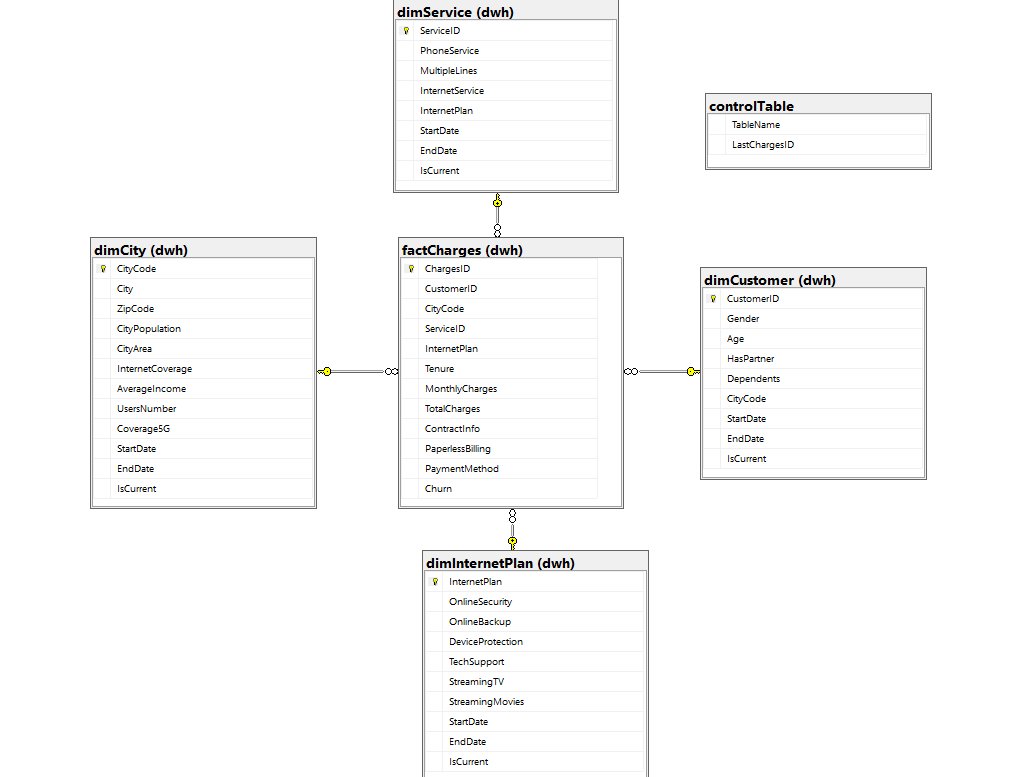 dimService (dwh)
ServiceID
PhoneService
MultipleLines
InternetService
InternetPlan
StartDate
EndDate
IsCurrent
controlTable
TableName
LastChargesID
dimCity (dwh)
CityCode
City
ZipCode
CityPopulation
CityArea
InternetCoverage
AverageIncome
UsersNumber
Coverage5G
StartDate
EndDate
IsCurrent
factCharges (dwh)
ChargesID
CustomerID
CityCode
ServiceID
InternetPlan
Tenure
MonthlyCharges
TotalCharges
ContractInfo
PaperlessBilling
PaymentMethod
Churn
dimCustomer (dwh)
CustomerID
Gender
Age
HasPartner
Dependents
CityCode
StartDate
EndDate
IsCurrent
dimInternetPlan (dwh)
InternetPlan
OnlineSecurity
OnlineBackup
DeviceProtection
TechSupport
StreamingTV
StreamingMovies
StartDate
EndDate
IsCurrent